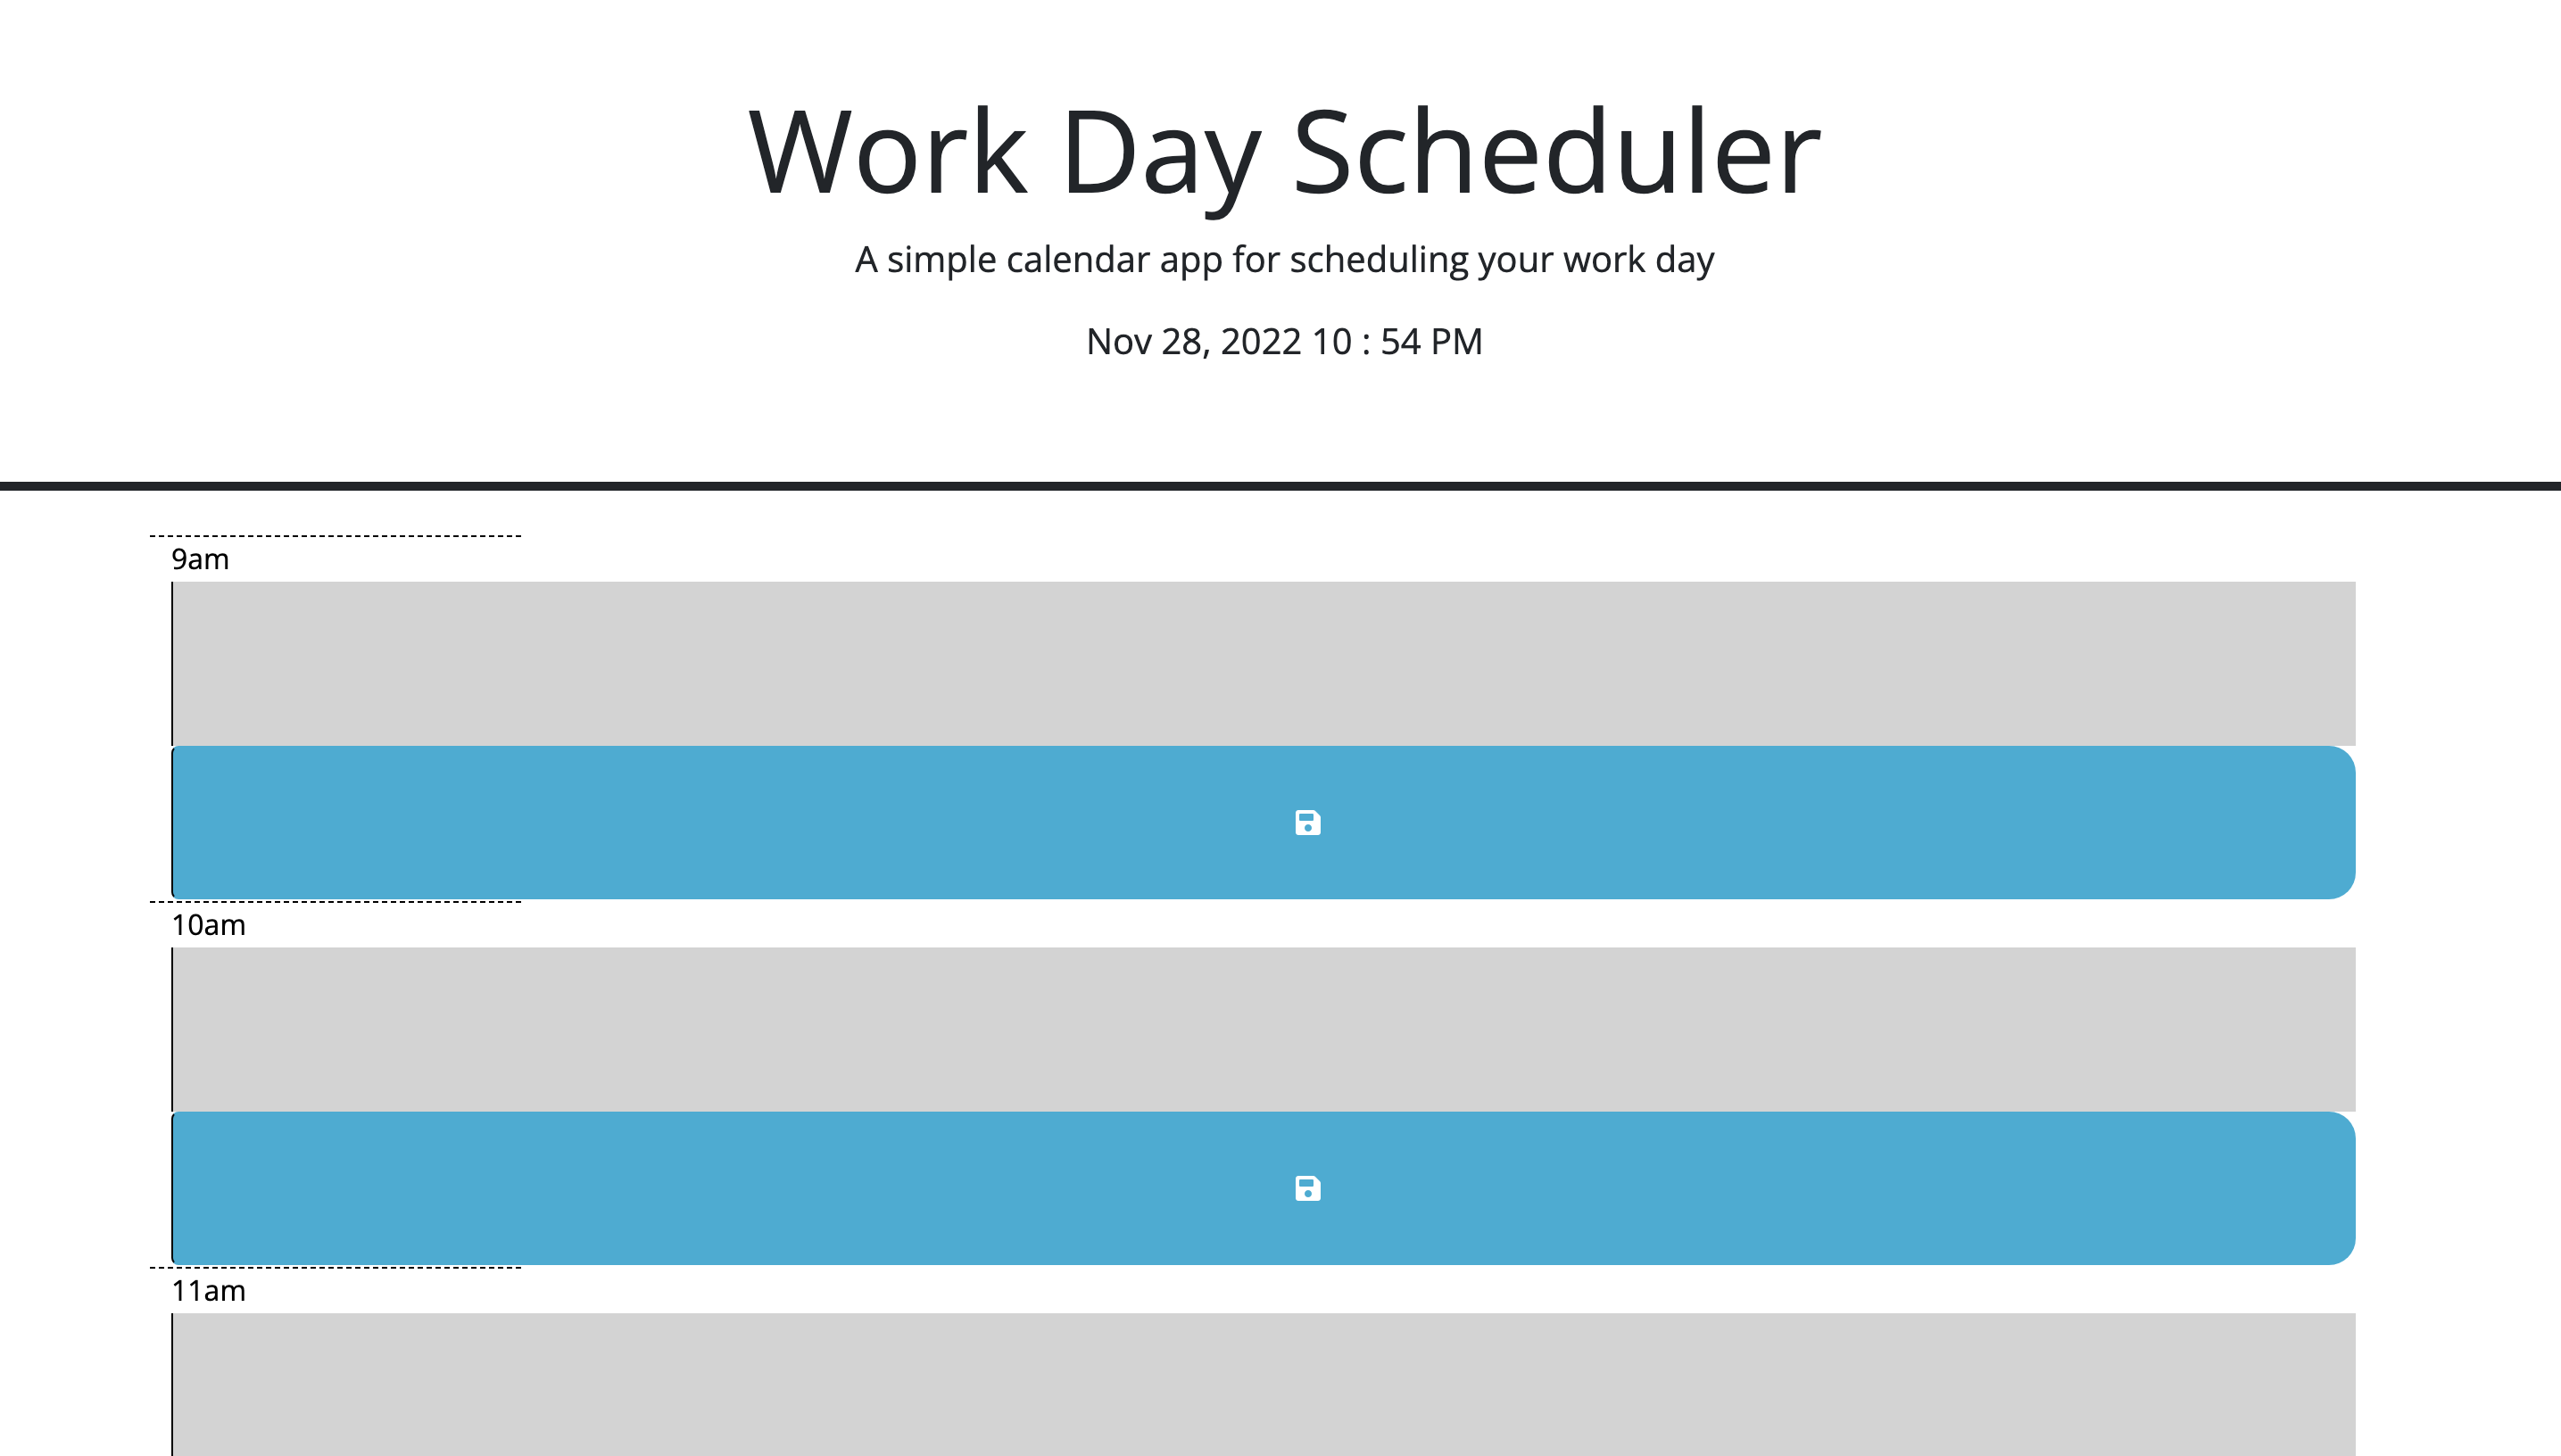 Work Day Scheduler
A simple calendar app for scheduling your work day
Nov 28, 2022 10 : 54 PM
9am
10am
11am